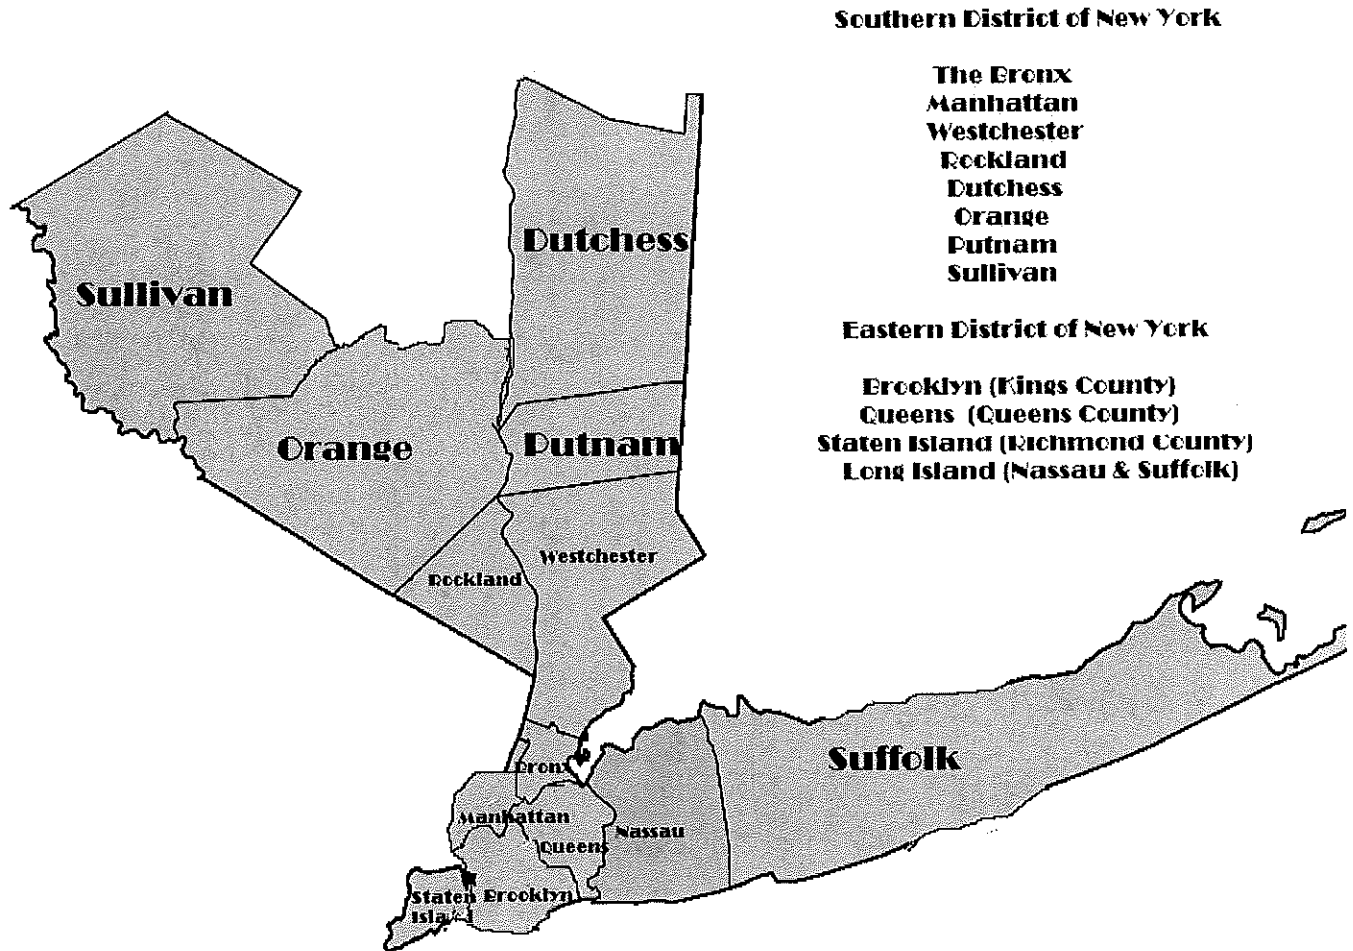 Southern District of New York
The Bronx
Manhattan
Westchester
Rockland
Dutchess
Orange
Putnam
Sullivan
Eastern District of New York
Brooklyn (Kings County)
Queens (Queens County)
Staten Island (Richmond County)
Long Island (Nassau & Suffolk)
Dutchess
Sullivan
Orange
Putnam
Westchester
Rockland
Suffolk
Bronx
Manhattan
Nassau
Queens
Staten
Brooklyn